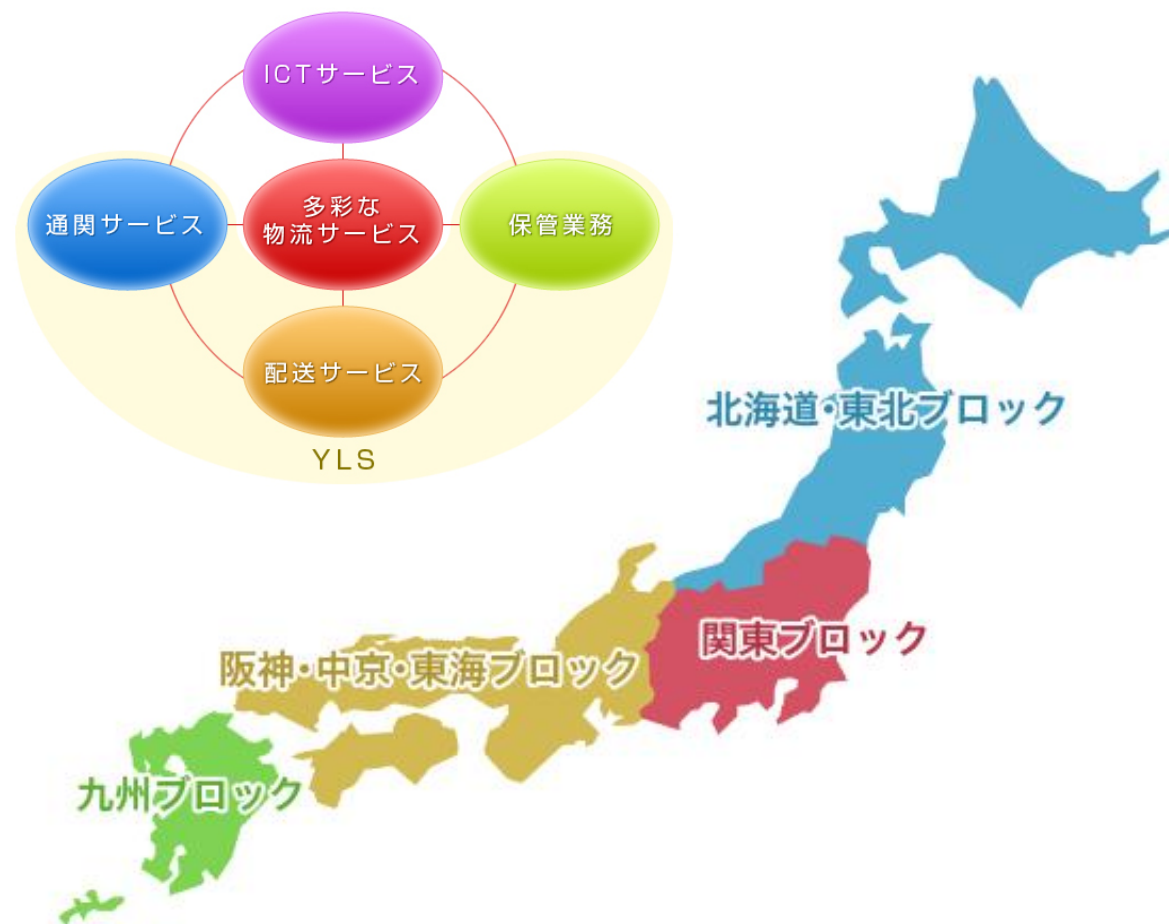 ICTサービス
通関サービス
多彩な
物流サービス
保管業務
配送サービス
YLS
北海道・東北ブロック
関東ブロック
阪神・中京・東海ブロック
九州ブロック